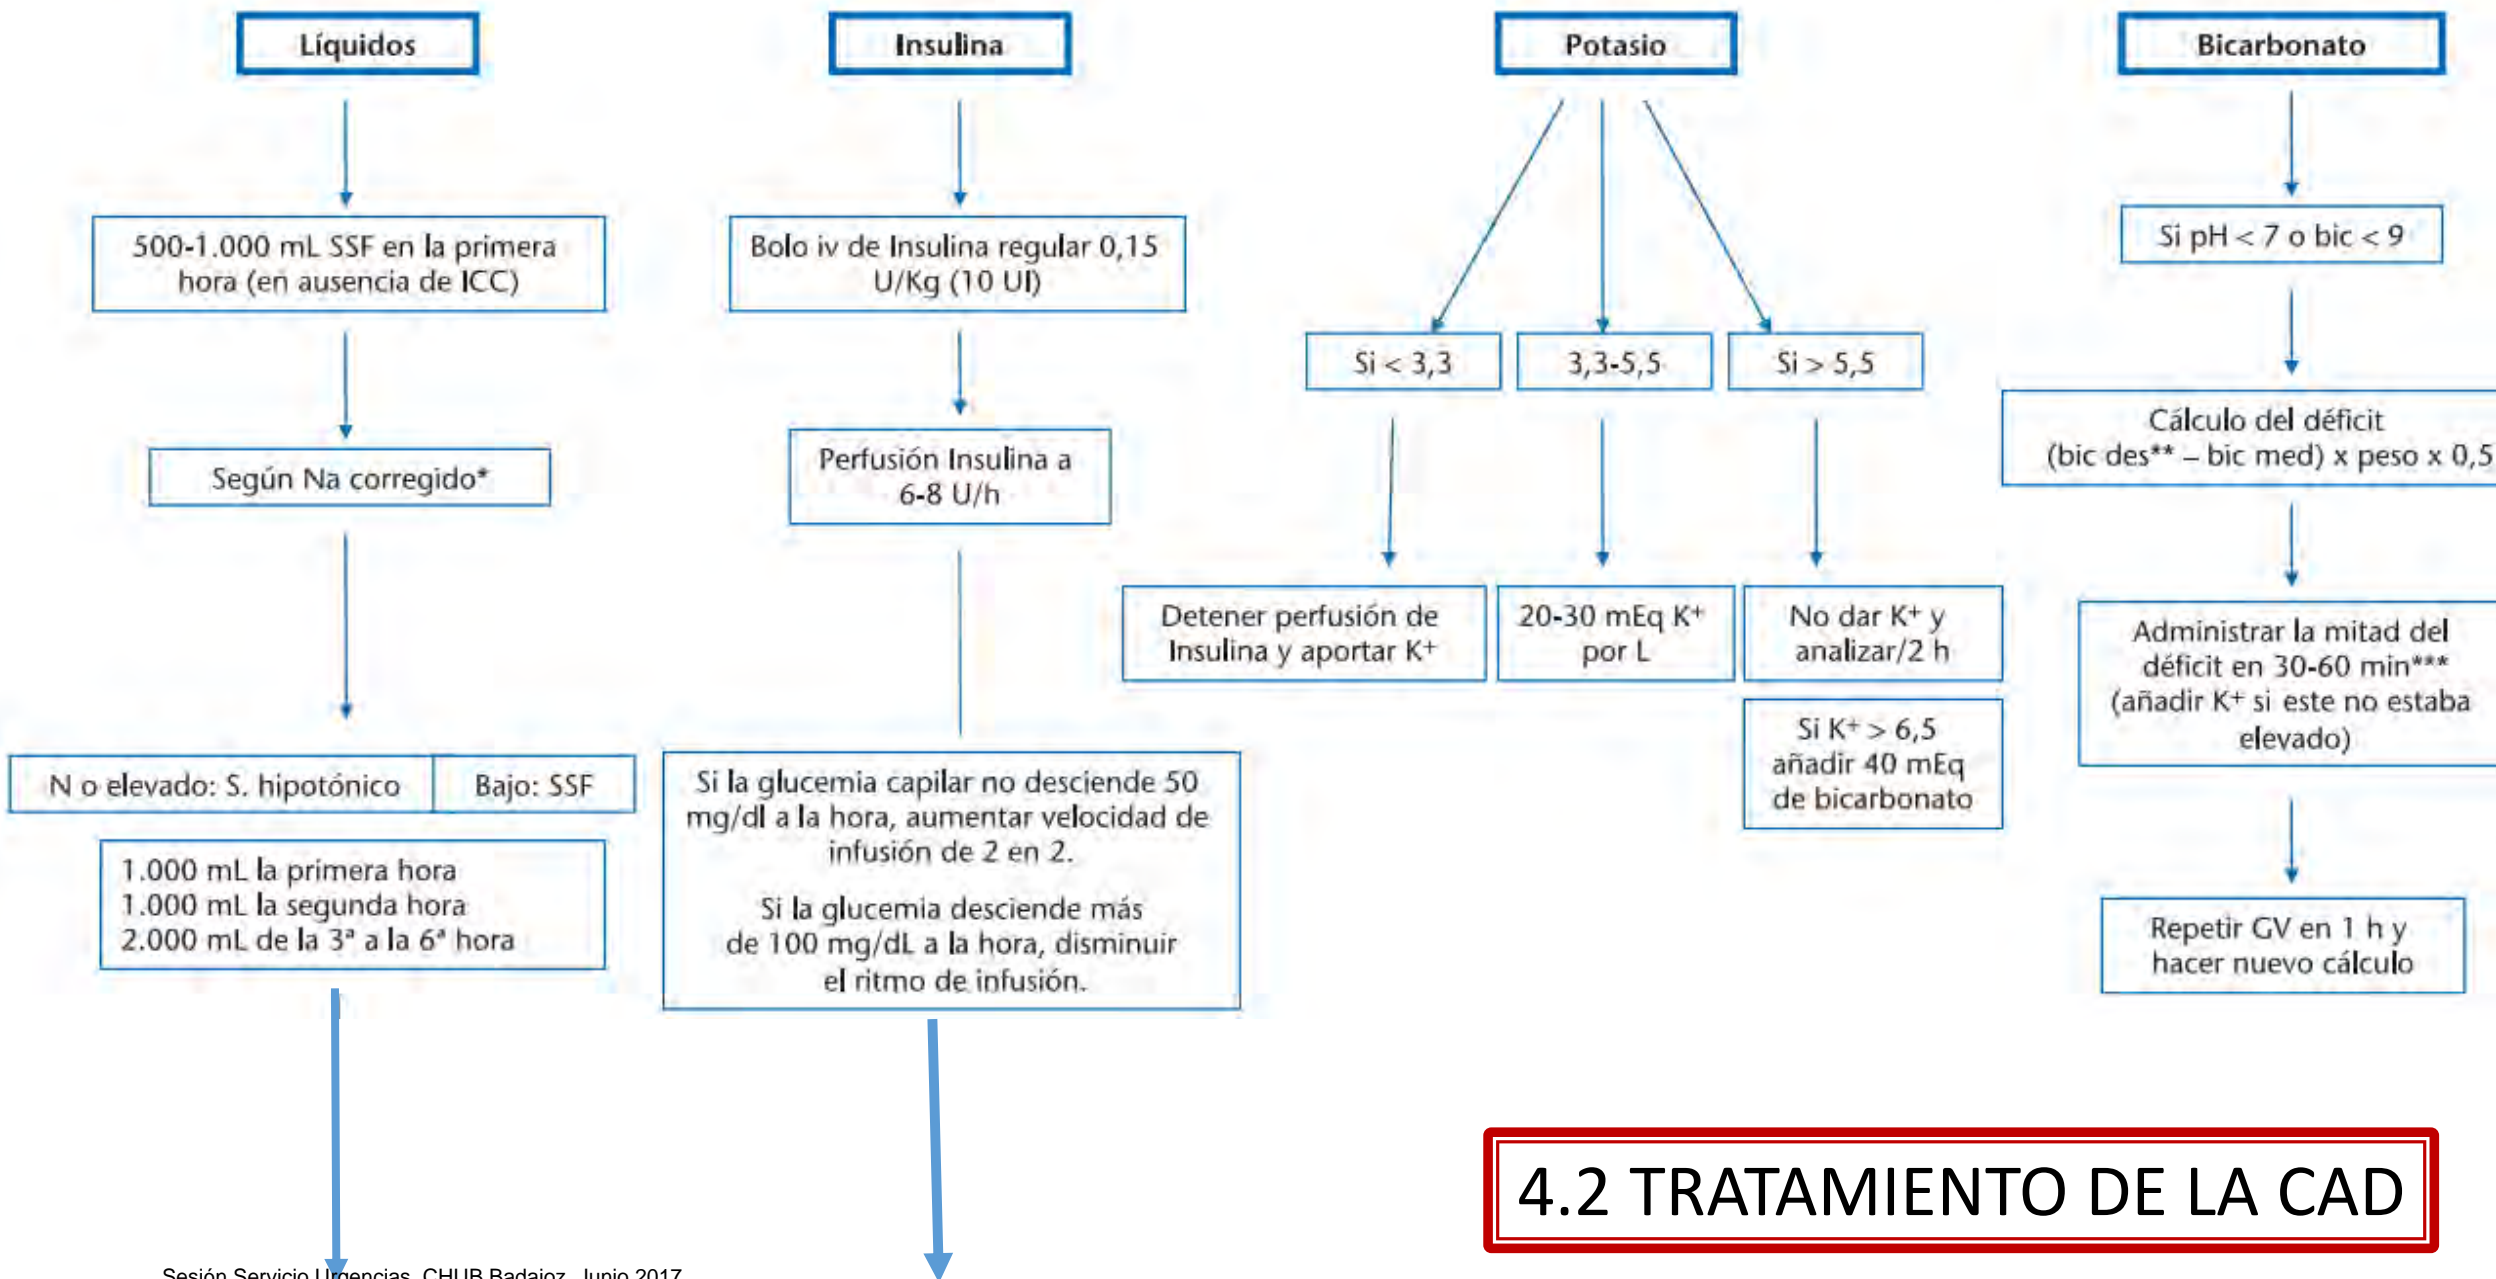 Líquidos
500-1.000 mL SSF en la primera
hora (en ausencia de ICC)
Según Na corregido*
N o elevado: S. hipotónico
Bajo: SSF
1.000 mL la primera hora
1.000 mL la segunda hora
2.000 mL de la 3ª a la 6ª hora
Insulina
Bolo iv de Insulina regular 0,15
U/Kg (10 UI)
Perfusión Insulina a
6-8 U/h
Si la glucemia capilar no desciende 50
mg/dl a la hora, aumentar velocidad de
infusión de 2 en 2.
Si la glucemia desciende más
de 100 mg/dL a la hora, disminuir
el ritmo de infusión.
Potasio
Si < 3,3
3,3-5,5
Si > 5,5
Detener perfusión de
Insulina y aportar K+
20-30 mEq K+
por L
No dar K+ y
analizar/2 h
Si K+ > 6,5
añadir 40 mEq
de bicarbonato
Bicarbonato
Si pH < 7 o bic < 9
Cálculo del déficit
(bic des** – bic med) x peso x 0,5
Administrar la mitad del
déficit en 30-60 min***
(añadir K+ si este no estaba
elevado)
Repetir GV en 1 h y
hacer nuevo cálculo
4.2 TRATAMIENTO DE LA CAD
Sesión Servicio Urgencias. CHUB Badajoz. Junio 2017